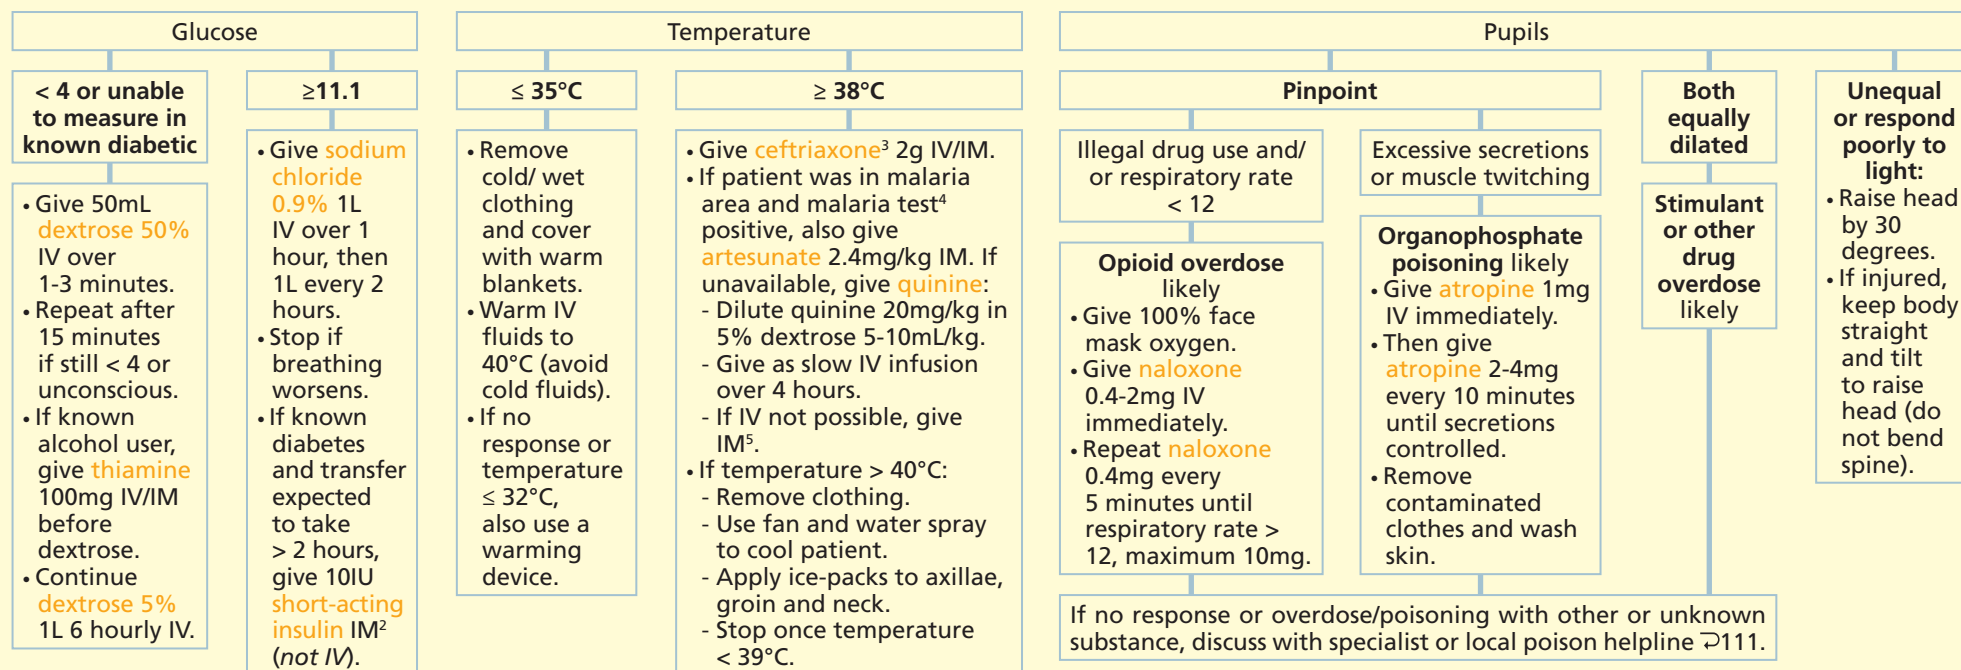 Glucose
< 4 or unable
to measure in
known diabetic
• Give 50mL
dextrose 50%
IV over
1-3 minutes.
• Repeat after
15 minutes
if still < 4 or
unconscious.
• If known
alcohol user,
give thiamine
100mg IV/IM
before
dextrose.
• Continue
dextrose 5%
1L 6 hourly IV.
≥11.1
• Give sodium
chloride
0.9% 1L
IV over 1
hour, then
1L every 2
hours.
• Stop if
breathing
worsens.
• If known
diabetes
and transfer
expected
to take
> 2 hours,
give 10IU
short-acting
insulin IM²
(not IV).
Temperature
≤ 35°C
• Remove
cold/ wet
clothing
and cover
with warm
blankets.
• Warm IV
fluids to
40°C (avoid
cold fluids).
• If no
response or
temperature
≤ 32°C,
also use a
warming
device.
≥ 38°C
• Give ceftriaxone³ 2g IV/IM.
• If patient was in malaria
area and malaria test⁴
positive, also give
artesunate 2.4mg/kg IM. If
unavailable, give quinine:
- Dilute quinine 20mg/kg in
5% dextrose 5-10mL/kg.
- Give as slow IV infusion
over 4 hours.
- If IV not possible, give
IM⁵.
• If temperature > 40°C:
- Remove clothing.
- Use fan and water spray
to cool patient.
- Apply ice-packs to axillae,
groin and neck.
- Stop once temperature
< 39°C.
Pupils
Pinpoint
Illegal drug use and/
or respiratory rate
< 12
Opioid overdose
likely
• Give 100% face
mask oxygen.
• Give naloxone
0.4-2mg IV
immediately.
• Repeat naloxone
0.4mg every
5 minutes until
respiratory rate >
12, maximum 10mg.
Excessive secretions
or muscle twitching
Organophosphate
poisoning likely
• Give atropine 1mg
IV immediately.
• Then give
atropine 2-4mg
every 10 minutes
until secretions
controlled.
• Remove
contaminated
clothes and wash
skin.
Both
equally
dilated
Stimulant
or other
drug
overdose
likely
If no response or overdose/poisoning with other or unknown
substance, discuss with specialist or local poison helpline ⊋111.
Unequal
or respond
poorly to
light:
• Raise head
by 30
degrees.
• If injured,
keep body
straight
and tilt
to raise
head (do
not bend
spine).